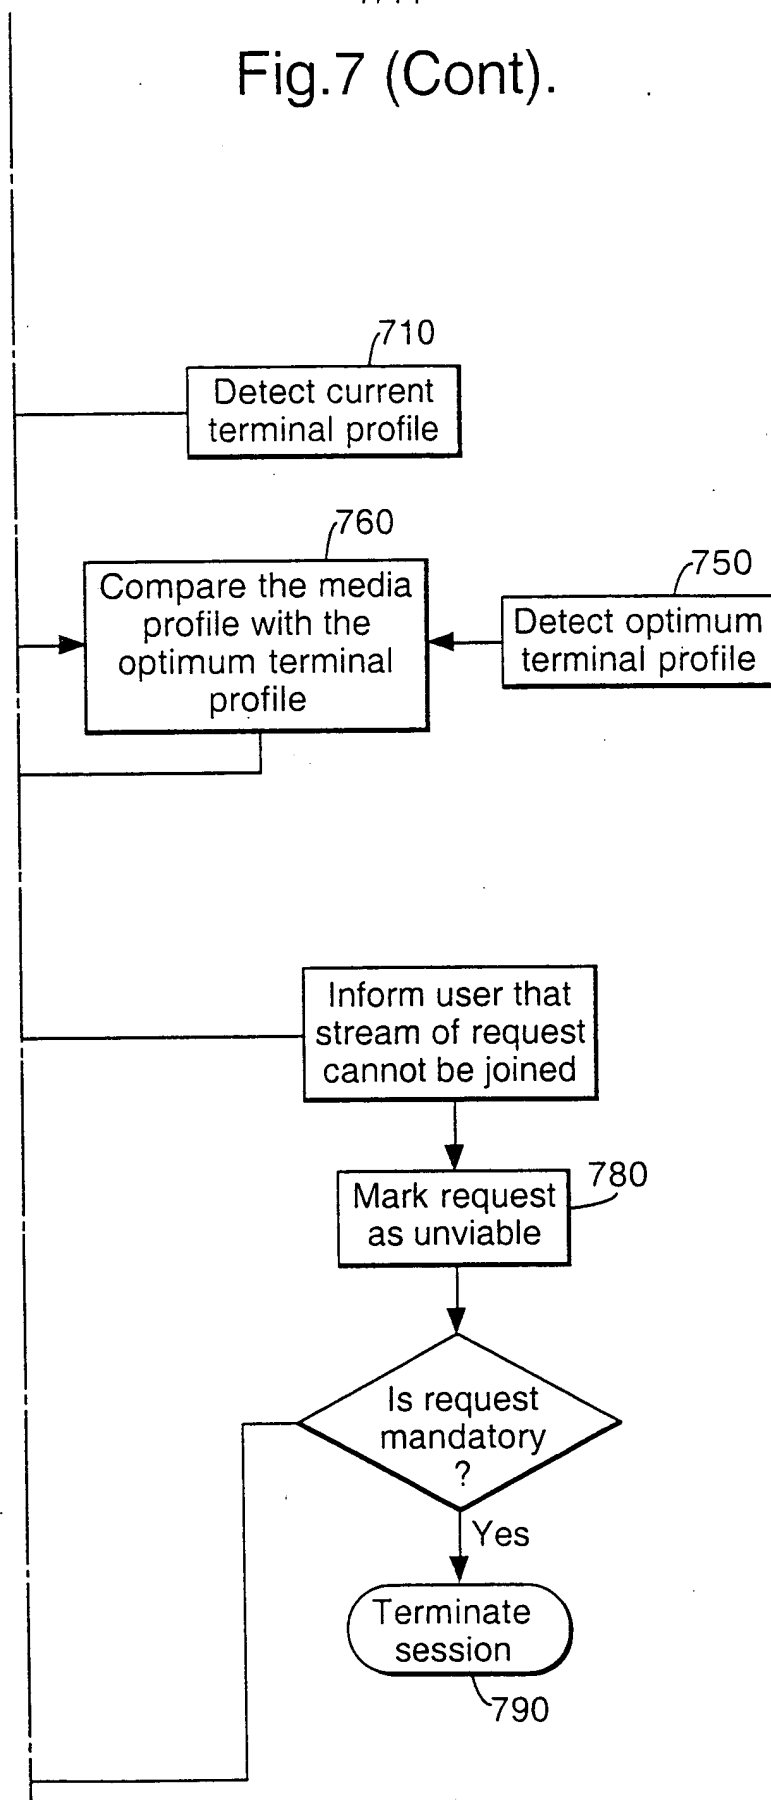 Fig.7 (Cont).
710
Detect current
terminal profile
760
Compare the media
profile with the
optimum terminal
profile
750
Detect optimum
terminal profile
Inform user that
stream of request
cannot be joined
780
Mark request
as unviable
Is request
mandatory
?
Yes
Terminate
session
790